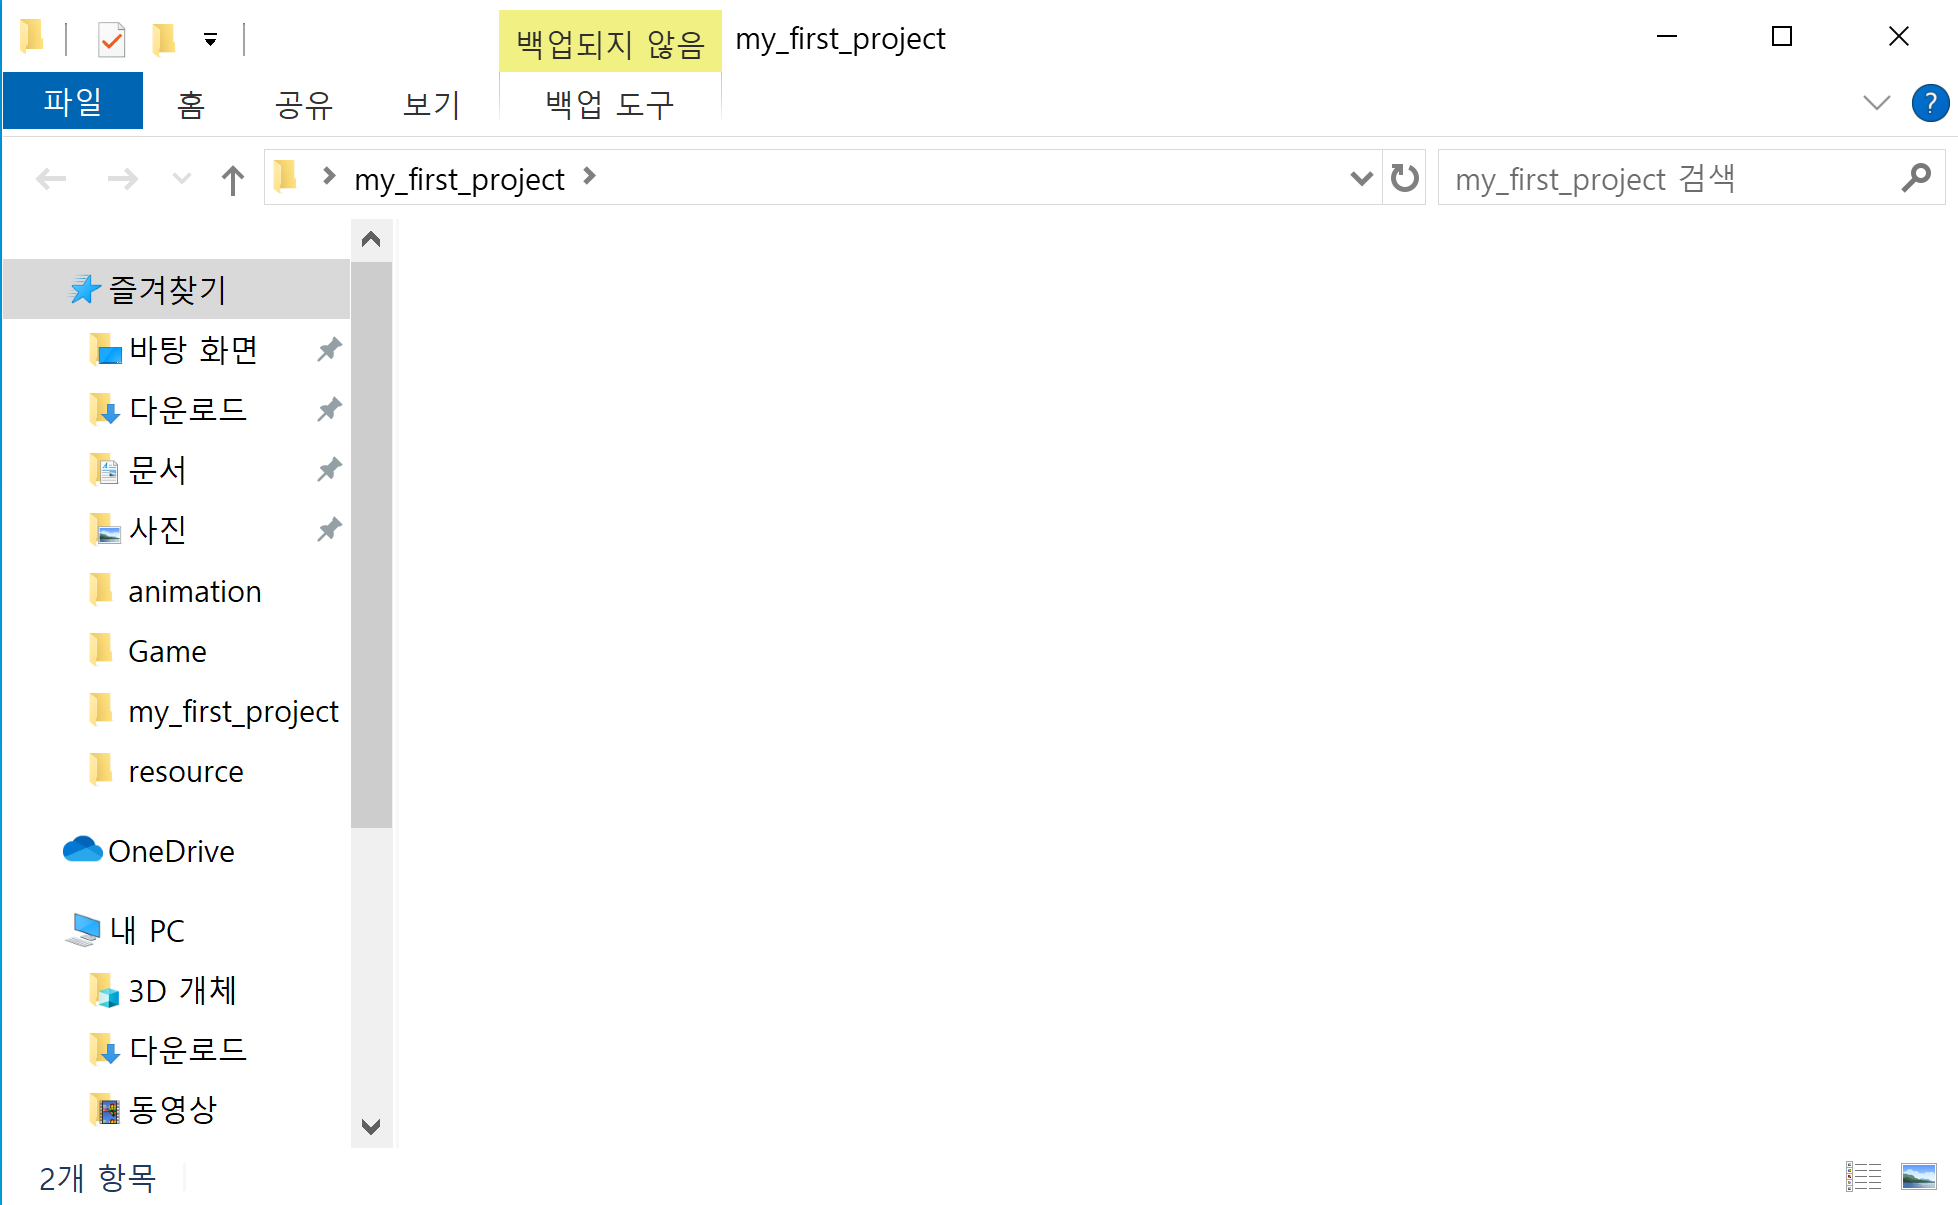 백업되지 않음 my_first_project
파일 홈 공유 보기 백업 도구 ?
my_first_project my_first_project 검색
즐겨찾기
바탕 화면
다운로드
문서
사진
animation
Game
my_first_project
resource
OneDrive
내 PC
3D 개체
다운로드
동영상
2개 항목